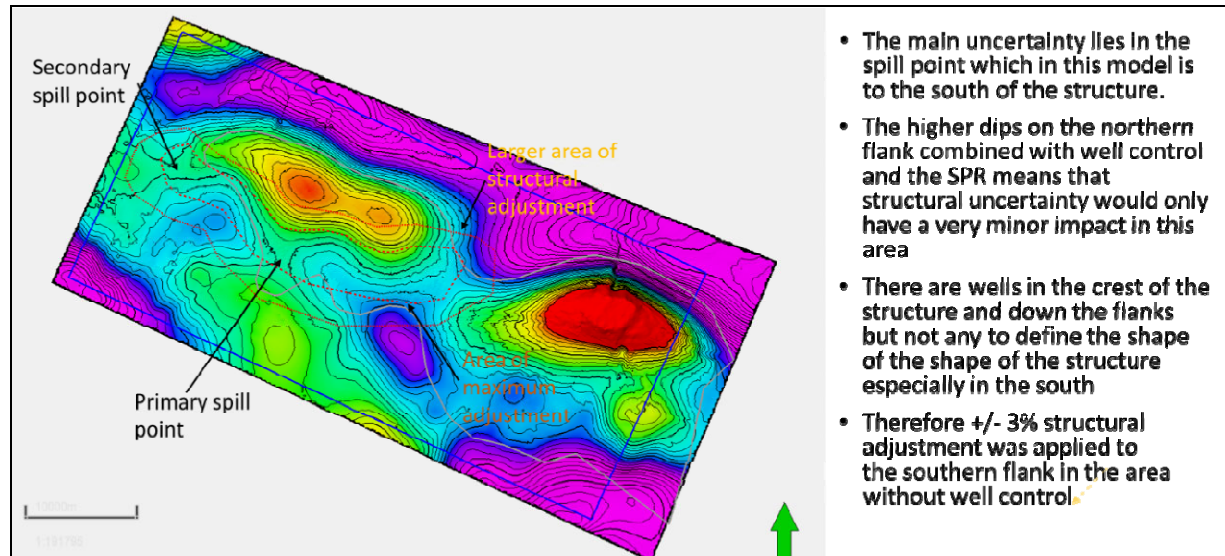 Secondary
spill point
Larger area of
structural
adjustment
Primary spill
point
Area of
maximum
adjustment
10000m
1:191795
• The main uncertainty lies in the
spill point which in this model is
to the south of the structure.
• The higher dips on the northern
flank combined with well control
and the SPR means that
structural uncertainty would only
have a very minor impact in this
area
• There are wells in the crest of the
structure and down the flanks
but not any to define the shape
of the shape of the structure
especially in the south
• Therefore +/- 3% structural
adjustment was applied to
the southern flank in the area
without well control